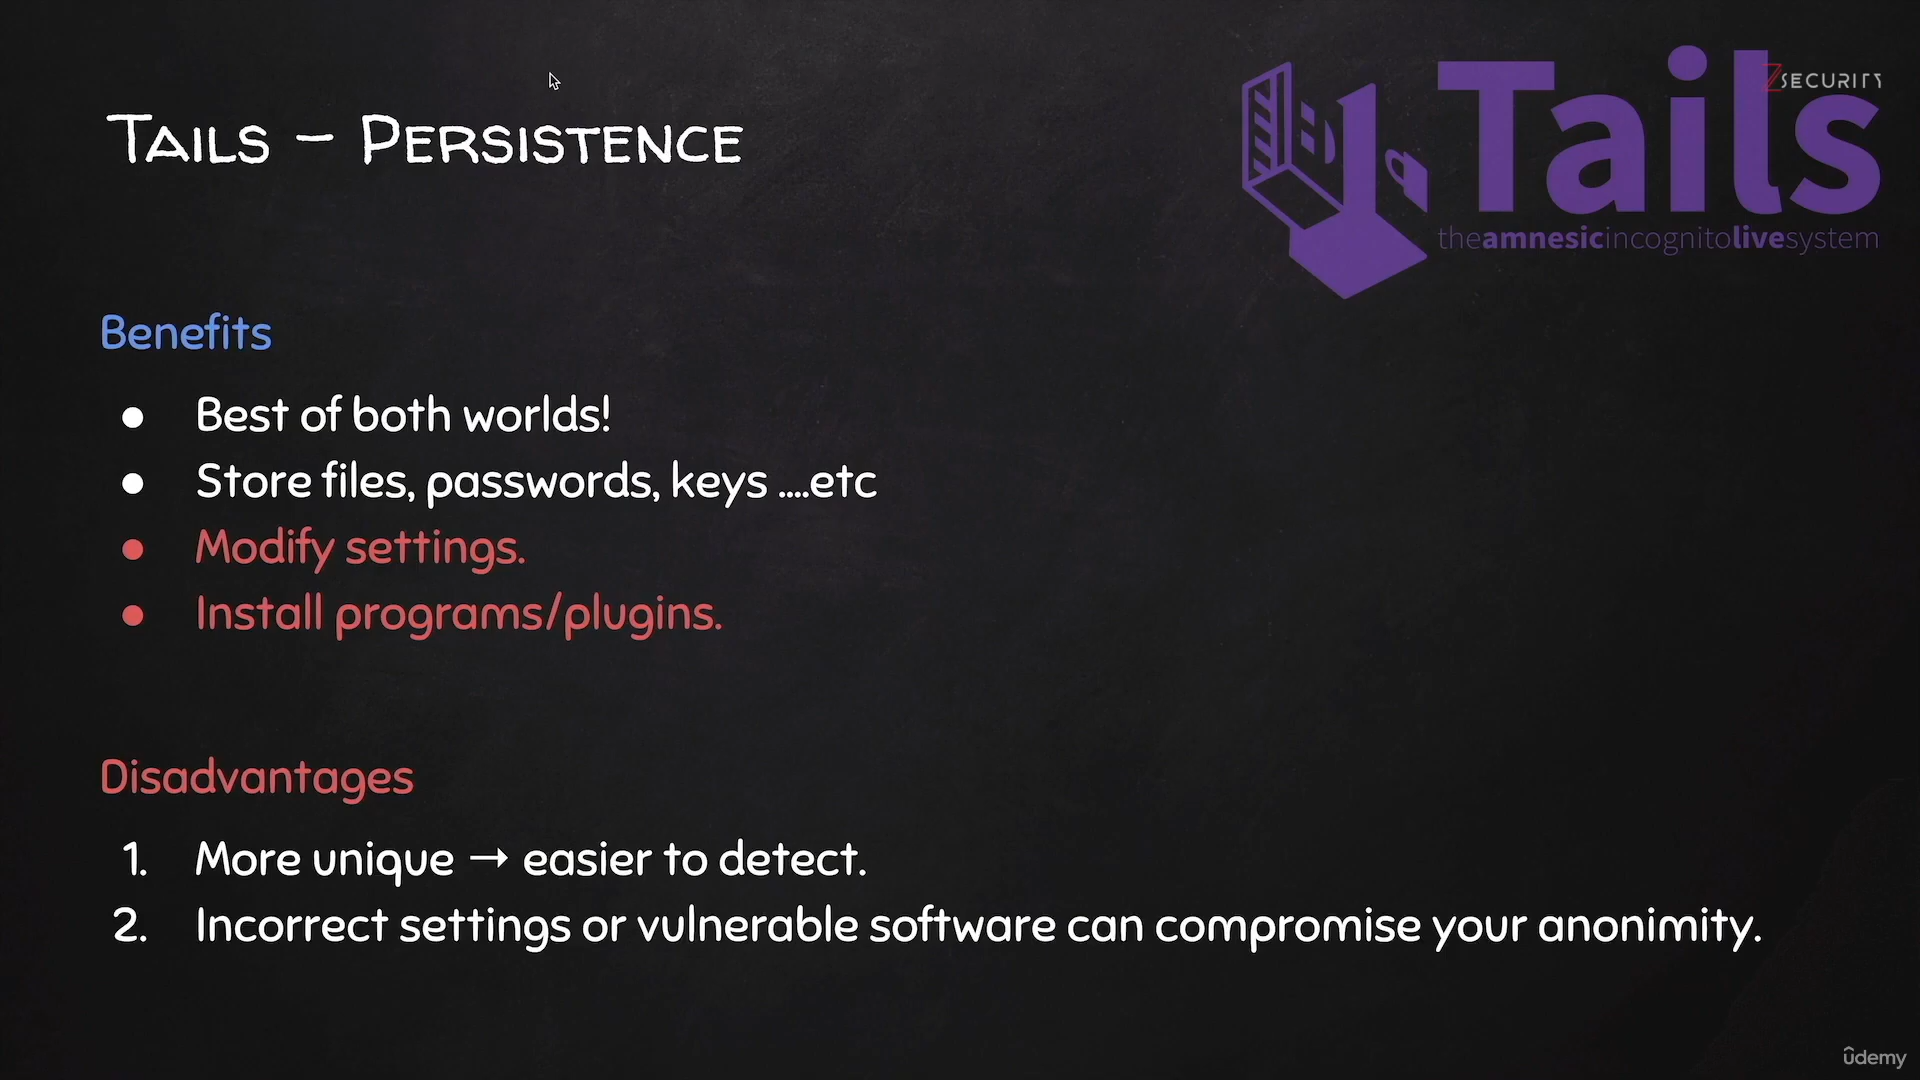 Tails – Persistence
Tails
ZSECURITY
theamnesicincognitolivesystem
Benefits
● Best of both worlds!
● Store files, passwords, keys ....etc
● Modify settings.
● Install programs/plugins.
Disadvantages
1. More unique → easier to detect.
2. Incorrect settings or vulnerable software can compromise your anonimity.
ûdemy